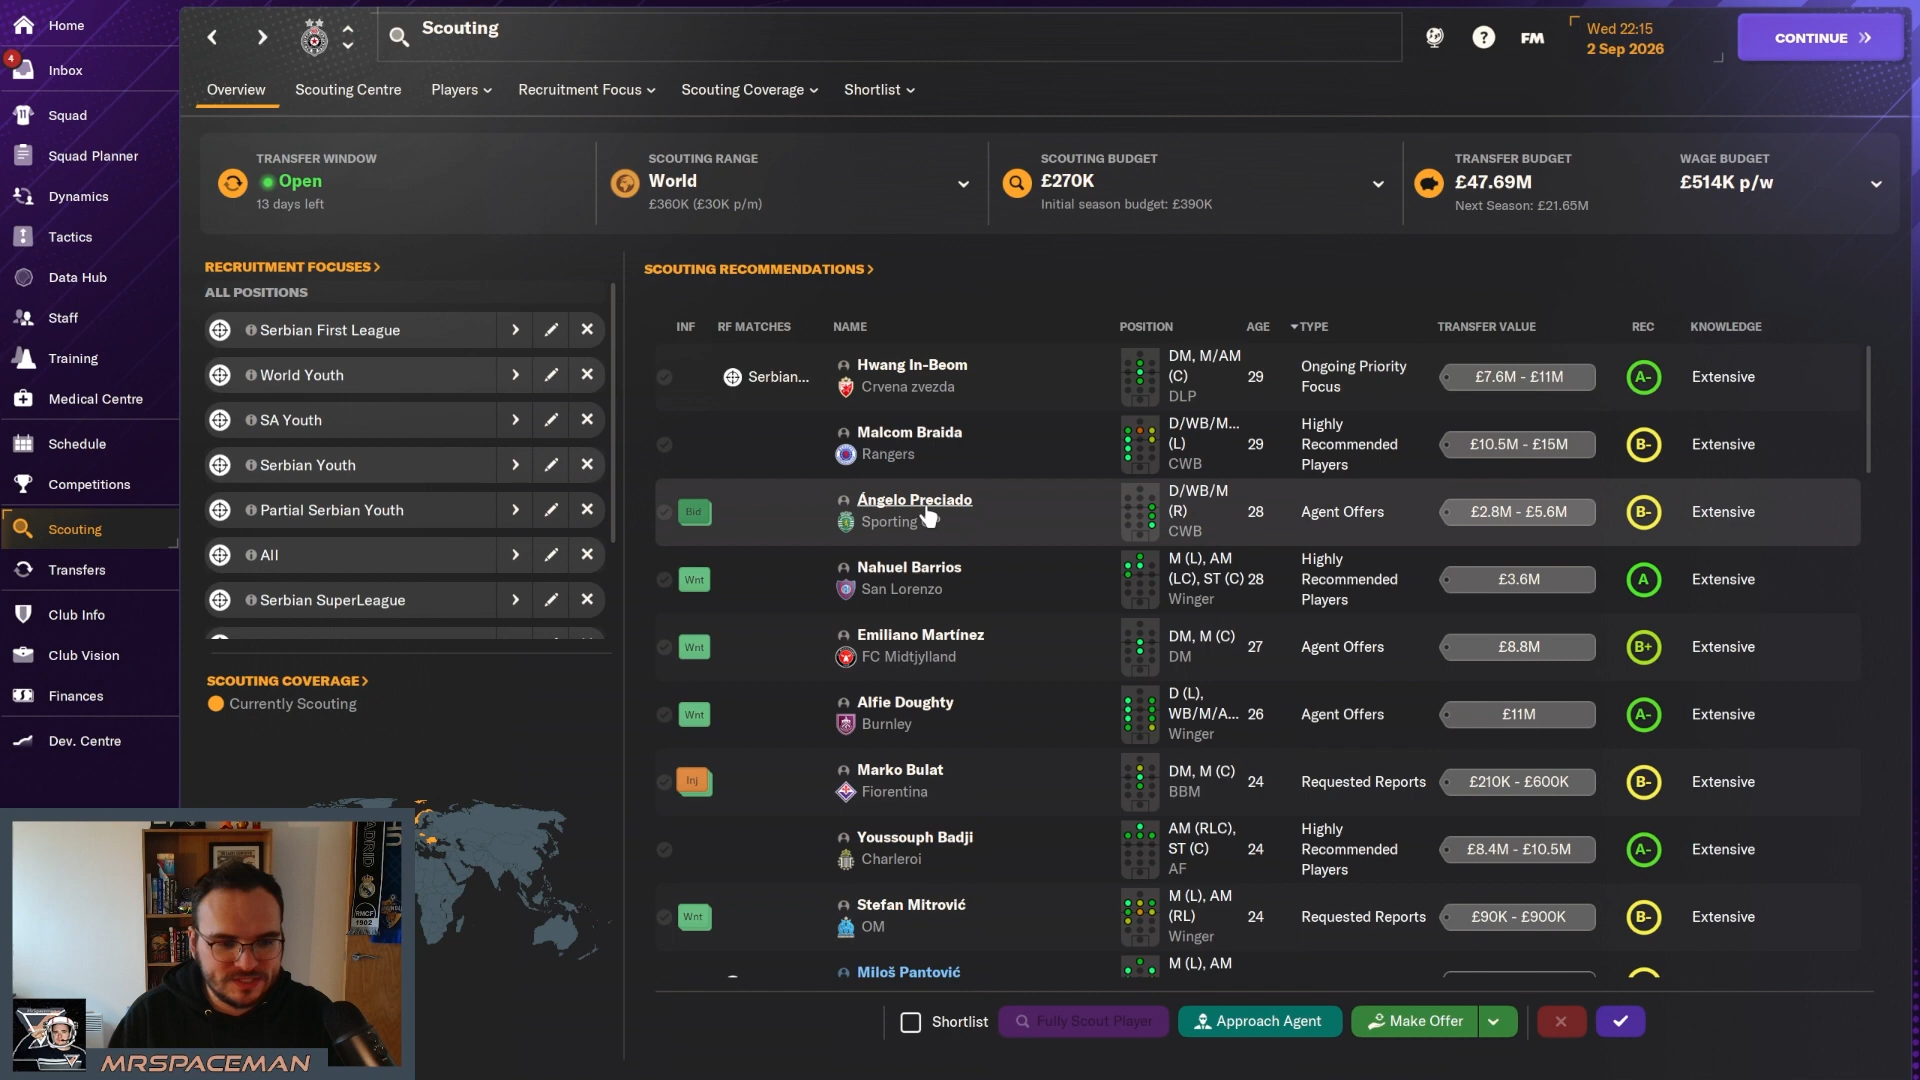 Home
4
Inbox
Squad
Squad Planner
Dynamics
Tactics
Data Hub
Staff
Training
Medical Centre
Schedule
Competitions
Scouting
Transfers
Club Info
Club Vision
Finances
Dev. Centre
Scouting
FM
Wed 22:15
2 Sep 2026
CONTINUE
Overview
Scouting Centre
Players
Recruitment Focus
Scouting Coverage
Shortlist
TRANSFER WINDOW
Open
13 days left
SCOUTING RANGE
World
£360K (£30K p/m)
SCOUTING BUDGET
£270K
Initial season budget: £390K
TRANSFER BUDGET
£47.69M
Next Season: £21.65M
WAGE BUDGET
£514K p/w
RECRUITMENT FOCUSES >
ALL POSITIONS
Serbian First League
World Youth
SA Youth
Serbian Youth
Partial Serbian Youth
All
Serbian SuperLeague
SCOUTING COVERAGE >
Currently Scouting
SCOUTING RECOMMENDATIONS >
INF RF MATCHES NAME POSITION AGE TYPE TRANSFER VALUE REC KNOWLEDGE
Serbian...
Hwang In-Beom
Crvena zvezda
DM, M/AM
(C)
DLP
29
Ongoing Priority
Focus
£7.6M - £11M
A-
Extensive
Malcom Braida
Rangers
D/WB/M...
(L)
CWB
29
Highly
Recommended
Players
£10.5M - £15M
B-
Extensive
Bid
Ángelo Preciado
Sporting
D/WB/M
(R)
CWB
28
Agent Offers
£2.8M - £5.6M
B-
Extensive
Wnt
Nahuel Barrios
San Lorenzo
M (L), AM
(LC), ST (C)
Winger
28
Highly
Recommended
Players
£3.6M
A
Extensive
Wnt
Emiliano Martínez
FC Midtjylland
DM, M (C)
DM
27
Agent Offers
£8.8M
B+
Extensive
Wnt
Alfie Doughty
Burnley
D (L),
WB/M/A...
Winger
26
Agent Offers
£11M
A-
Extensive
Inj
Marko Bulat
Fiorentina
DM, M (C)
BBM
24
Requested Reports
£210K - £600K
B-
Extensive
Youssouph Badji
Charleroi
AM (RLC),
ST (C)
AF
24
Highly
Recommended
Players
£8.4M - £10.5M
A-
Extensive
Wnt
Stefan Mitrović
OM
M (L), AM
(RL)
Winger
24
Requested Reports
£90K - £900K
B-
Extensive
Miloš Pantović
M (L), AM
Shortlist
Fully Scout Player
Approach Agent
Make Offer
RMCF
1902
MRSPACEMAN